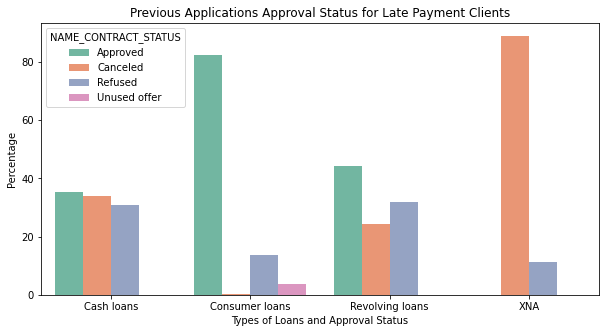 Previous Applications Approval Status for Late Payment Clients
NAME_CONTRACT_STATUS
Approved
Canceled
Refused
Unused offer
Percentage
80
60
40
20
0
Cash loans
Consumer loans
Revolving loans
XNA
Types of Loans and Approval Status